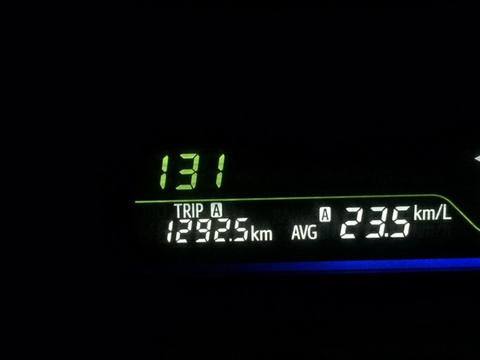 131
TRIP A
1292.5km
A
AVG 23.5 km/L